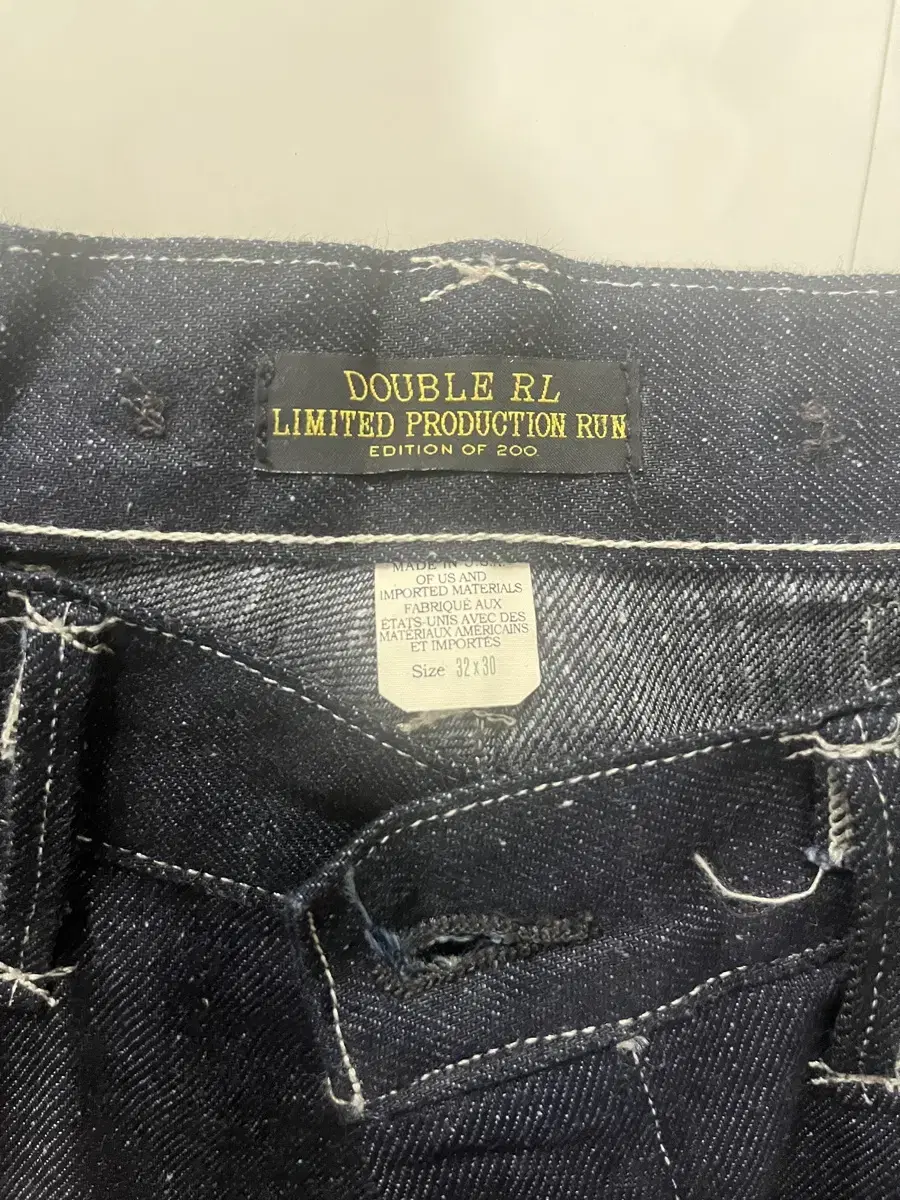 DOUBLE RL
LIMITED PRODUCTION RUN
EDITION OF 200
MADE IN U.S.A.
OF US AND
IMPORTED MATERIALS
FABRIQUÉ AUX
ÉTATS-UNIS AVEC DES
MATÉRIAUX AMÉRICAINS
ET IMPORTÉS
Size 32x30